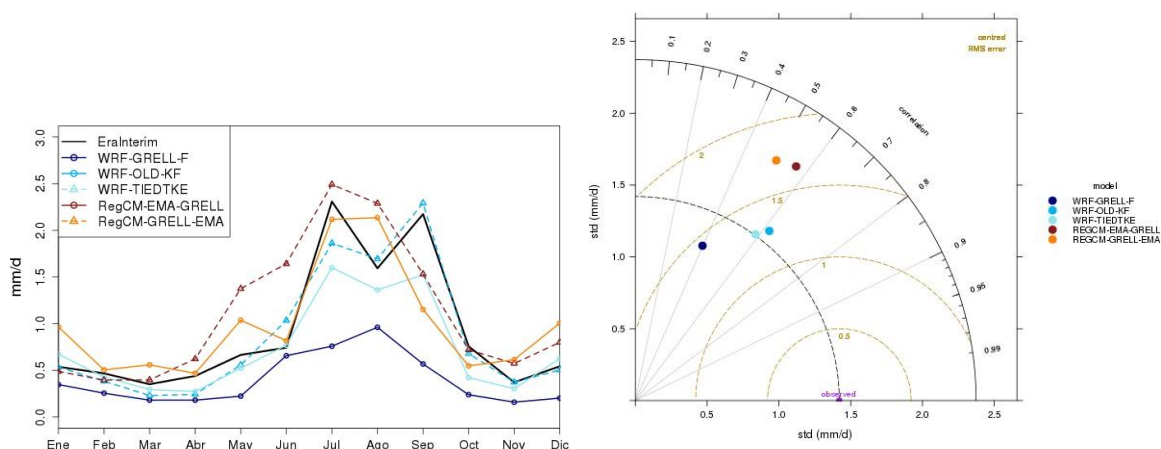 mm/d
3.0
2.5
2.0
1.5
1.0
0.5
0.0
EraInterim
WRF-GRELL-F
WRF-OLD-KF
WRF-TIEDTKE
RegCM-EMA-GRELL
RegCM-GRELL-EMA
Ene Feb Mar Abr May Jun Jul Ago Sep Oct Nov Dic
centred
RMS error
0.1 0.2 0.3 0.4 0.5 0.6 0.7 0.8 0.9 0.95 0.99
correlation
std (mm/d)
2.5
2.0
1.5
1.0
0.5
2
1.5
1
0.5
observed
0.5 1.0 1.5 2.0 2.5
std (mm/d)
model
WRF-GRELL-F
WRF-OLD-KF
WRF-TIEDTKE
REGCM-EMA-GRELL
REGCM-GRELL-EMA